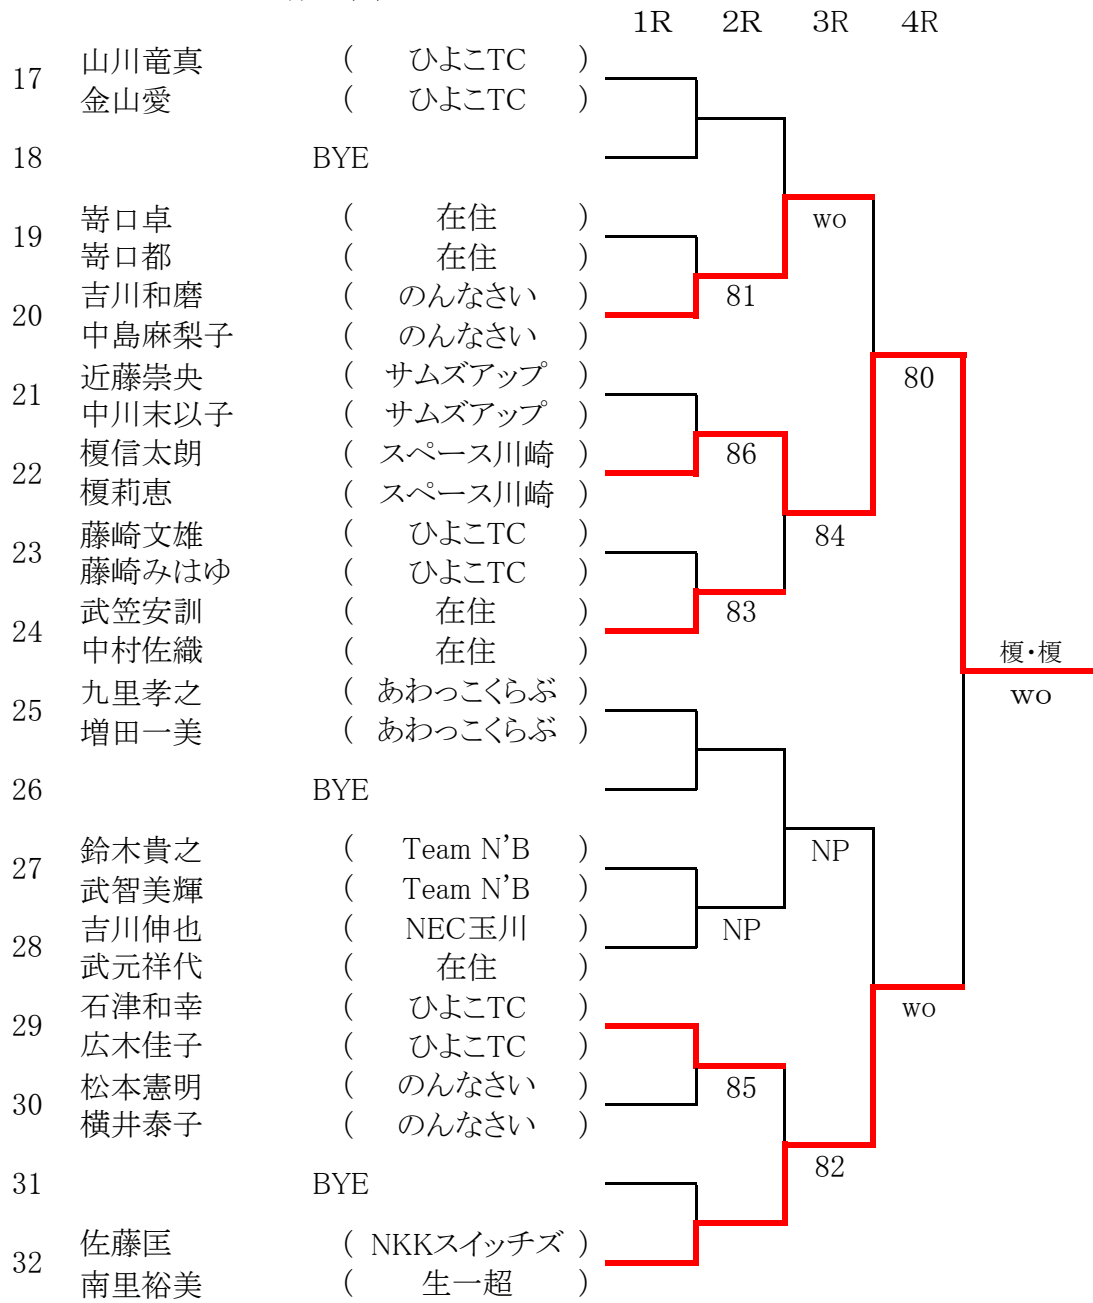 1R 2R 3R 4R
山川竜真 ( ひよこTC )
17
金山愛 ( ひよこTC )
18 BYE
wo
嵜口卓 ( 在住 )
19
嵜口都 ( 在住 )
吉川和磨 ( のんなさい ) 81
20
中島麻梨子 ( のんなさい )
近藤崇央 ( サムズアップ ) 80
21
中川末以子 ( サムズアップ )
榎信太朗 ( スペース川崎 ) 86
22
榎莉恵 ( スペース川崎 )
藤崎文雄 ( ひよこTC ) 84
23
藤崎みはゆ ( ひよこTC )
武笠安訓 ( 在住 ) 83
24
中村佐織 ( 在住 ) 榎・榎
九里孝之 ( あわっこくらぶ ) wo
25
増田一美 ( あわっこくらぶ )
26 BYE
鈴木貴之 ( Team N’B ) NP
27
武智美輝 ( Team N’B )
吉川伸也 ( NEC玉川 ) NP
28
武元祥代 ( 在住 )
石津和幸 ( ひよこTC ) wo
29
広木佳子 ( ひよこTC )
松本憲明 ( のんなさい ) 85
30
横井泰子 ( のんなさい )
82
31 BYE
佐藤匡 ( NKKスイッチズ )
32
南里裕美 ( 生一超 )